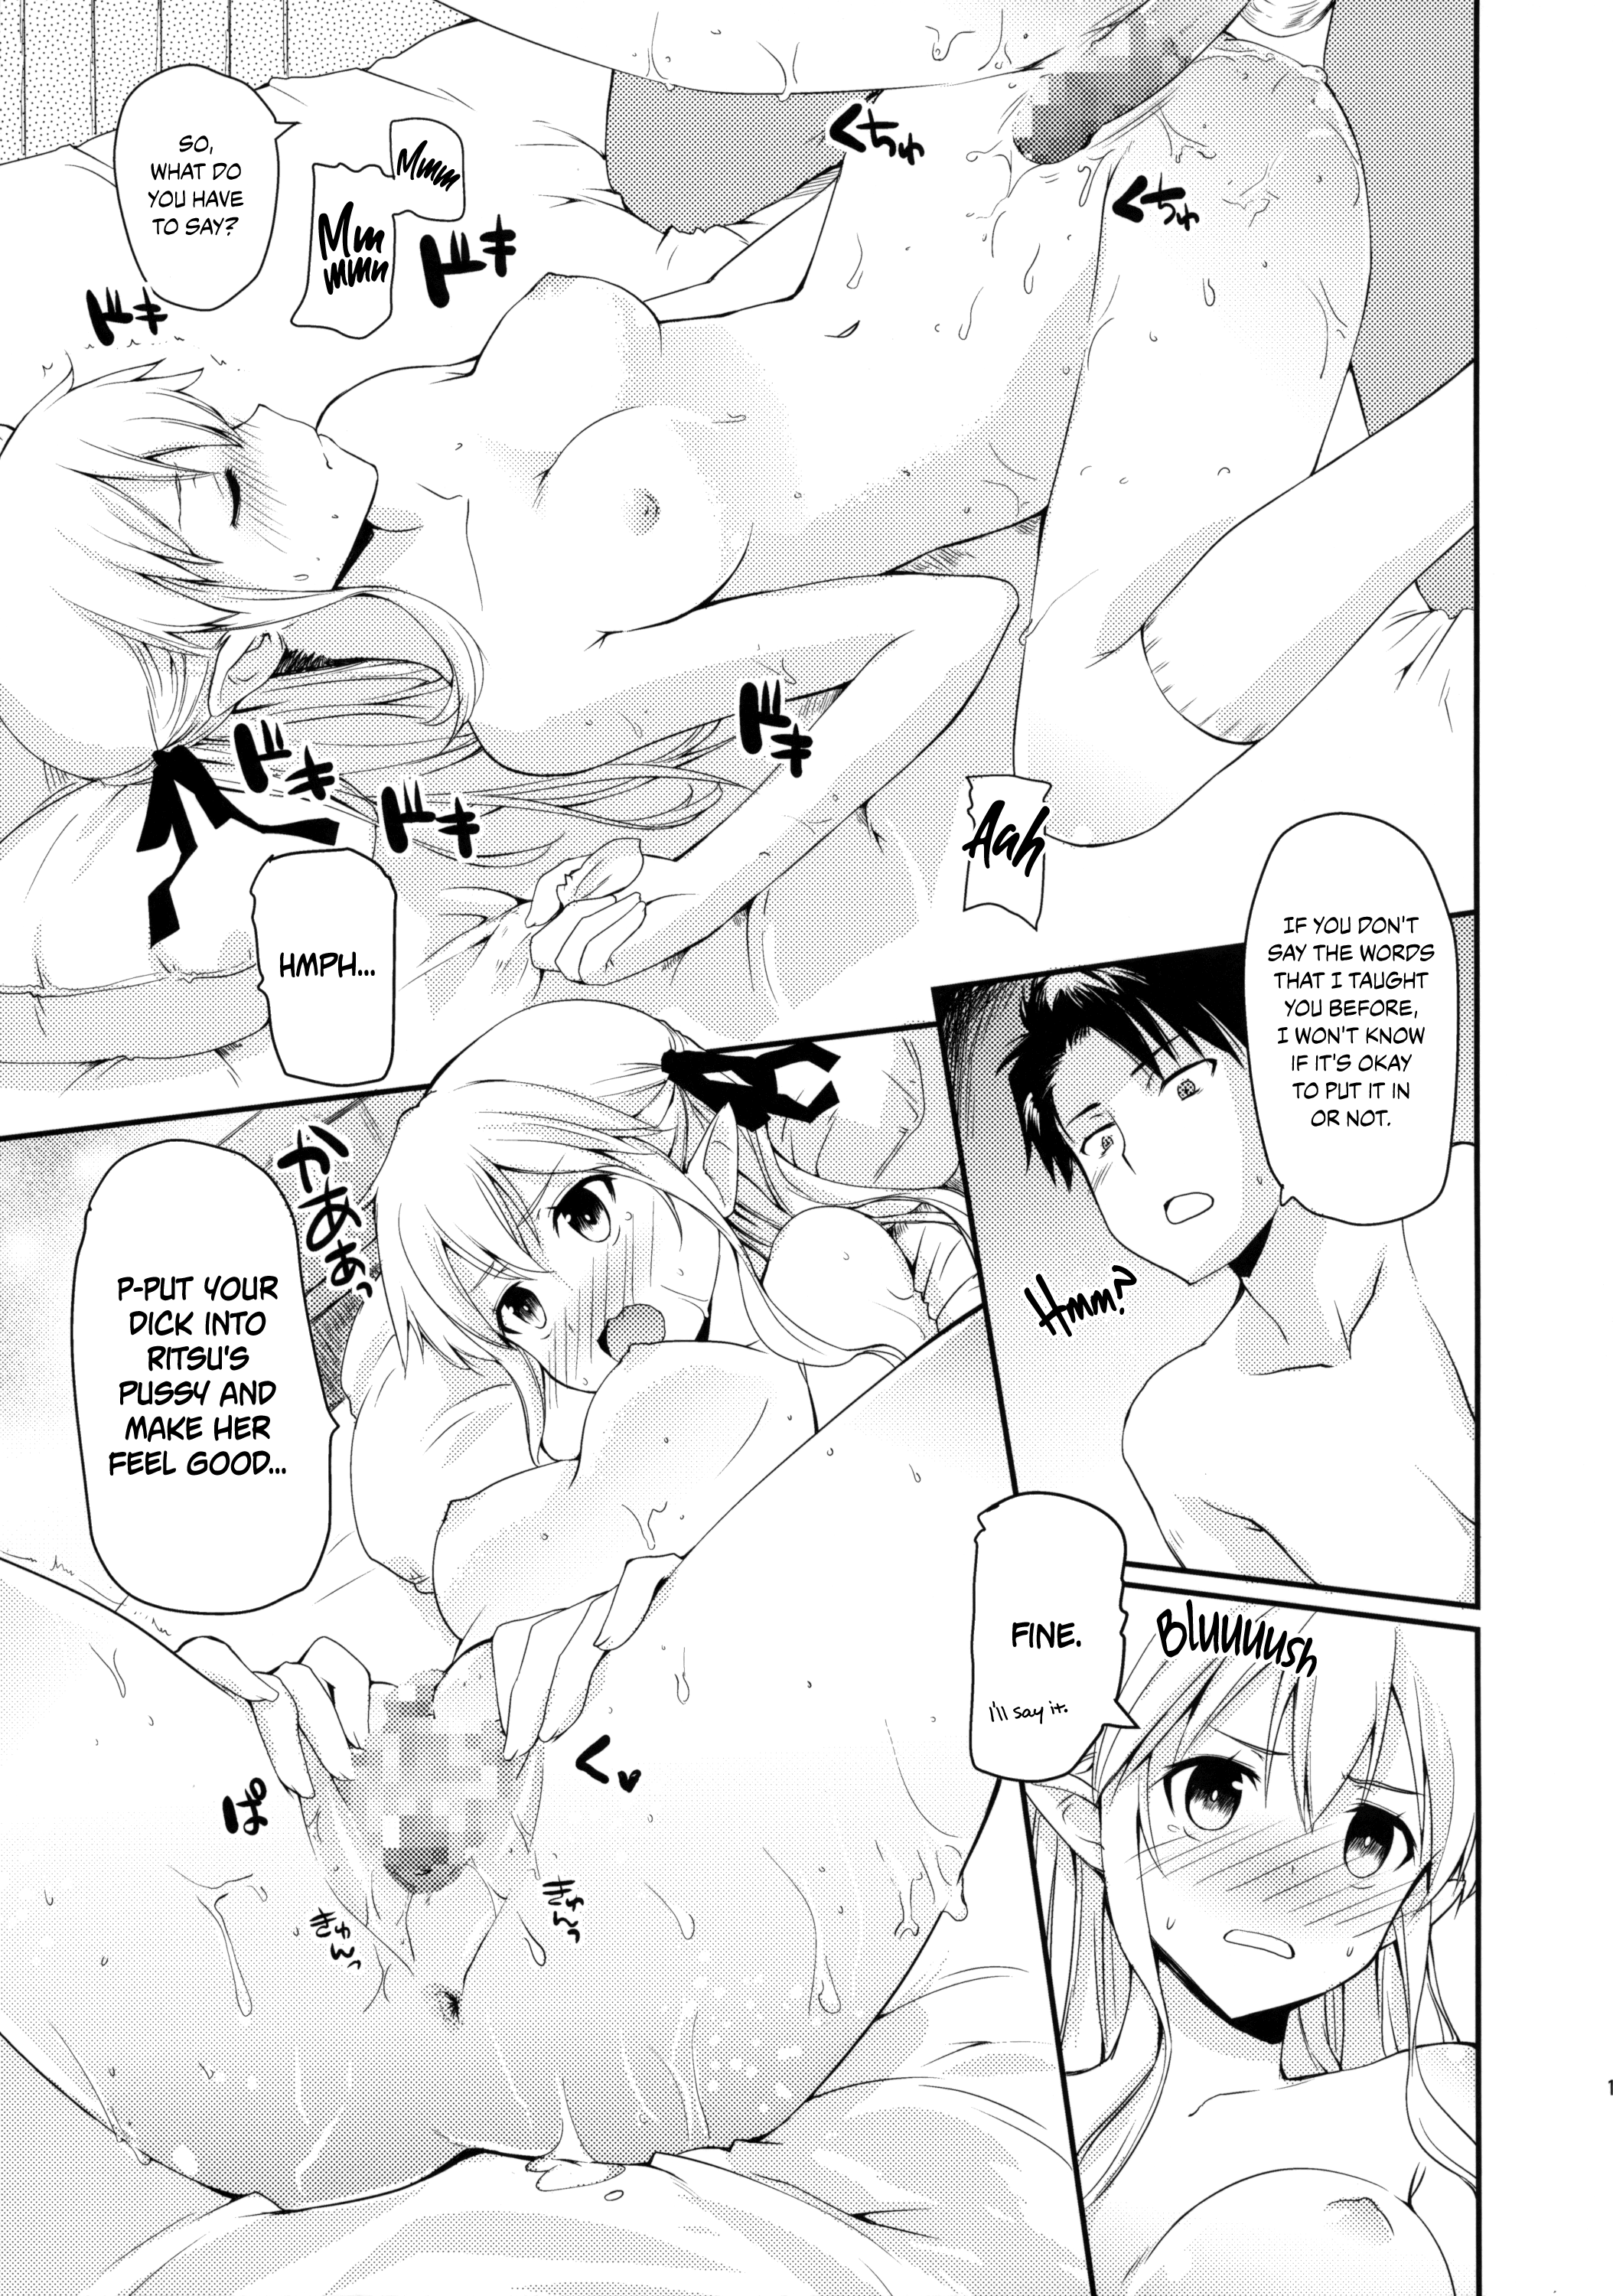 SO,
WHAT DO
YOU HAVE
TO SAY?
Mmm
Mm
mmn
ドキ
ドキ
くちゅ
くちゅ
ドキ
ドキ
ドキ
Aah
HMPH...
IF YOU DON'T
SAY THE WORDS
THAT I TAUGHT
YOU BEFORE,
I WON'T KNOW
IF IT'S OKAY
TO PUT IT IN
OR NOT.
Hmm?
FINE.
I'll say it.
Bluuuush
かあぁぁっ
P-PUT YOUR
DICK INTO
RITSU'S
PUSSY AND
MAKE HER
FEEL GOOD...
く♥
ぱ
きゅんっ
きゅんっ
1